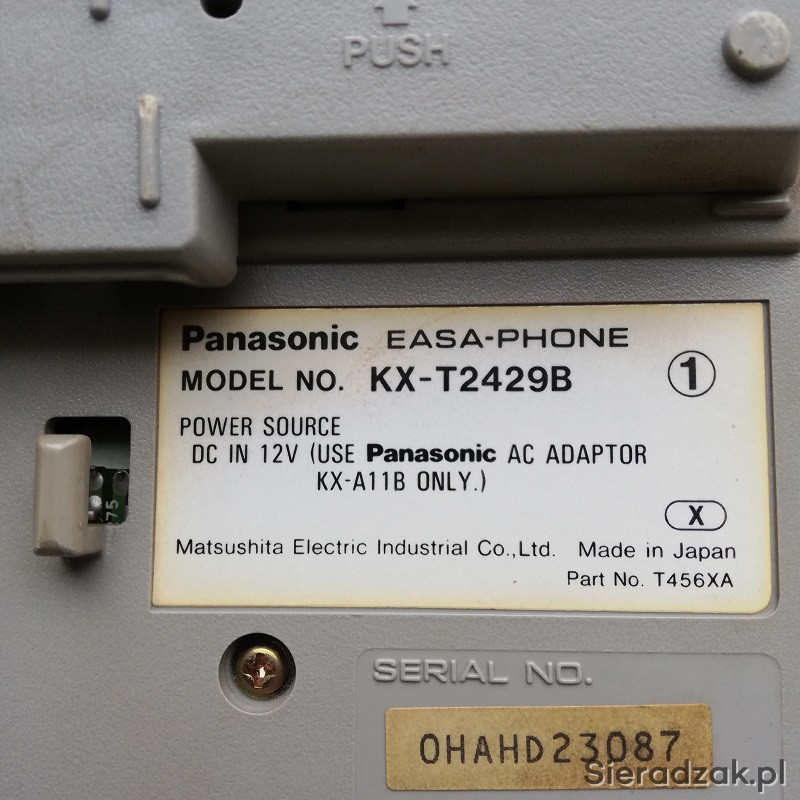 PUSH
Panasonic EASA-PHONE
MODEL NO. KX-T2429B
1
POWER SOURCE
DC IN 12V (USE Panasonic AC ADAPTOR
KX-A11B ONLY.)
X
Matsushita Electric Industrial Co.,Ltd. Made in Japan
Part No. T456XA
75
SERIAL NO.
OHAHD23087
Sieradzak.pl